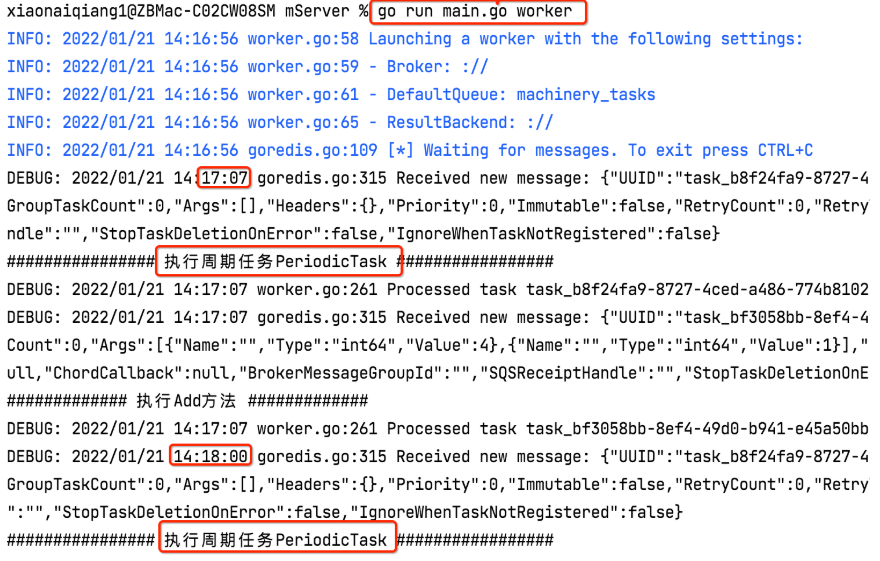 xiaonaiqiang1@ZBMac-C02CW08SM mServer % go run main.go worker
INFO: 2022/01/21 14:16:56 worker.go:58 Launching a worker with the following settings:
INFO: 2022/01/21 14:16:56 worker.go:59 - Broker: ://
INFO: 2022/01/21 14:16:56 worker.go:61 - DefaultQueue: machinery_tasks
INFO: 2022/01/21 14:16:56 worker.go:65 - ResultBackend: ://
INFO: 2022/01/21 14:16:56 goredis.go:109 [*] Waiting for messages. To exit press CTRL+C
DEBUG: 2022/01/21 14:17:07 goredis.go:315 Received new message: {"UUID":"task_b8f24fa9-8727-4
GroupTaskCount":0,"Args":[],"Headers":{},"Priority":0,"Immutable":false,"RetryCount":0,"Retry
ndle":"","StopTaskDeletionOnError":false,"IgnoreWhenTaskNotRegistered":false}
################ 执行周期任务PeriodicTask #################
DEBUG: 2022/01/21 14:17:07 worker.go:261 Processed task task_b8f24fa9-8727-4ced-a486-774b8102
DEBUG: 2022/01/21 14:17:07 goredis.go:315 Received new message: {"UUID":"task_bf3058bb-8ef4-4
Count":0,"Args":[{"Name":"","Type":"int64","Value":4},{"Name":"","Type":"int64","Value":1}],"
ull,"ChordCallback":null,"BrokerMessageGroupId":"","SQSReceiptHandle":"","StopTaskDeletionOnE
############# 执行Add方法 #############
DEBUG: 2022/01/21 14:17:07 worker.go:261 Processed task task_bf3058bb-8ef4-49d0-b941-e45a50bb
DEBUG: 2022/01/21 14:18:00 goredis.go:315 Received new message: {"UUID":"task_b8f24fa9-8727-4
GroupTaskCount":0,"Args":[],"Headers":{},"Priority":0,"Immutable":false,"RetryCount":0,"Retry
":"","StopTaskDeletionOnError":false,"IgnoreWhenTaskNotRegistered":false}
################ 执行周期任务PeriodicTask #################